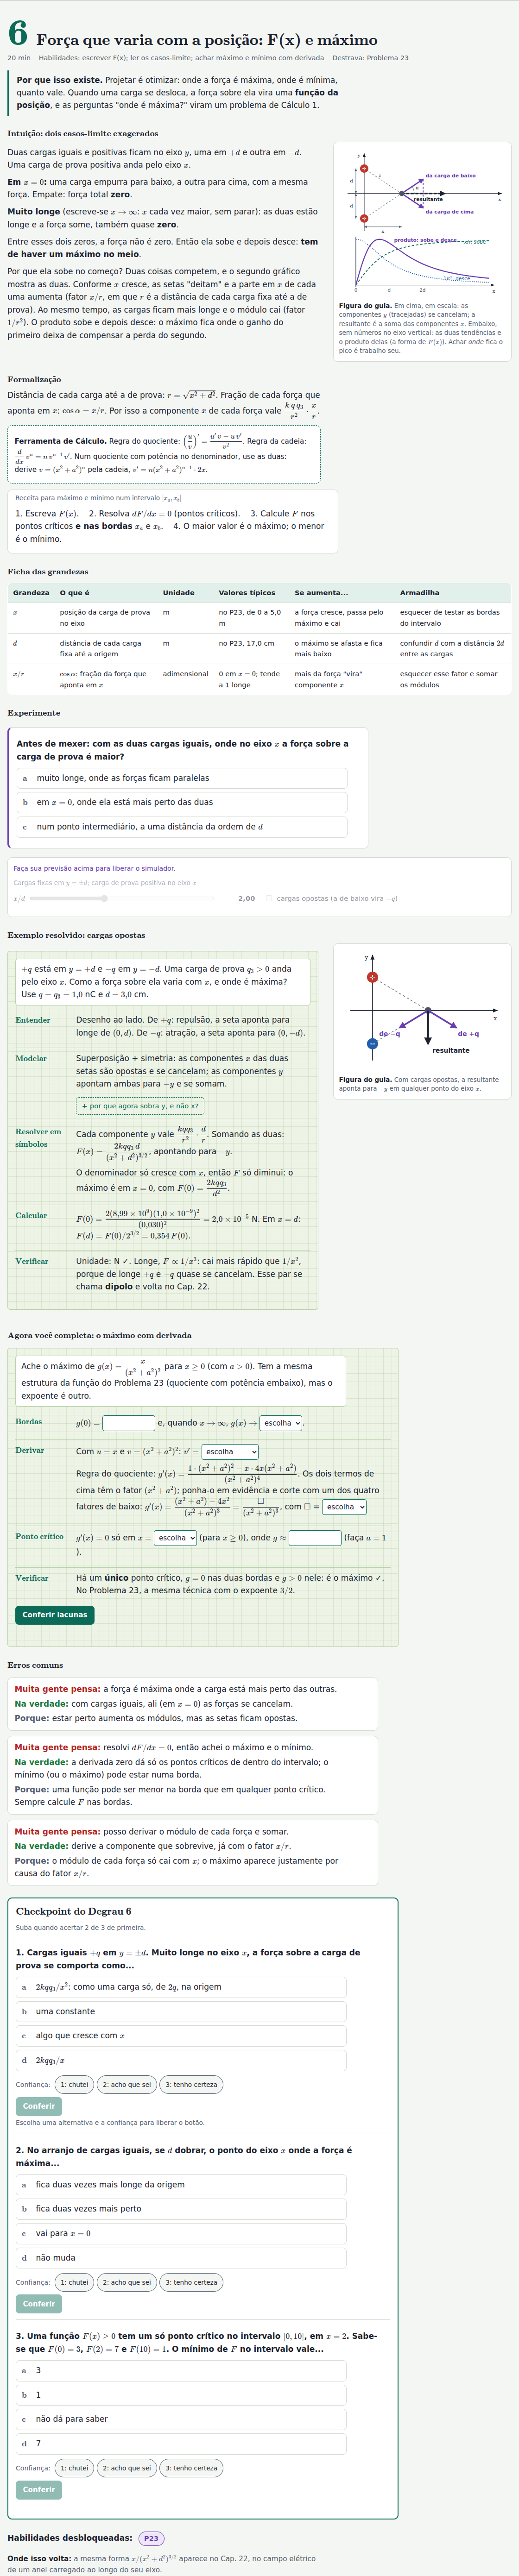 6 Força que varia com a posição: F(x) e máximo
20 min Habilidades: escrever F(x); ler os casos-limite; achar máximo e mínimo com derivada Destrava: Problema 23
Por que isso existe. Projetar é otimizar: onde a força é máxima, onde é mínima,
quanto vale. Quando uma carga se desloca, a força sobre ela vira uma função da
posição, e as perguntas "onde é máxima?" viram um problema de Cálculo 1.
Intuição: dois casos-limite exagerados
Duas cargas iguais e positivas ficam no eixo y, uma em +d e outra em −d.
Uma carga de prova positiva anda pelo eixo x.
Em x = 0: uma carga empurra para baixo, a outra para cima, com a mesma
força. Empate: força total zero.
Muito longe (escreve-se x → ∞: x cada vez maior, sem parar): as duas estão
longe e a força some, também quase zero.
Entre esses dois zeros, a força não é zero. Então ela sobe e depois desce: tem
de haver um máximo no meio.
Por que ela sobe no começo? Duas coisas competem, e o segundo gráfico
mostra as duas. Conforme x cresce, as setas "deitam" e a parte em x de cada
uma aumenta (fator x/r, em que r é a distância de cada carga fixa até a de
prova). Ao mesmo tempo, as cargas ficam mais longe e o módulo cai (fator
1/r²). O produto sobe e depois desce: o máximo fica onde o ganho do
primeiro deixa de compensar a perda do segundo.
y
+
da carga de baixo
d
r
α
resultante
x
d
da carga de cima
+
x
produto: sobe e desce
x/r: sobe
1/r²: desce
0 d 2d x
Figura do guia. Em cima, em escala: as
componentes y (tracejadas) se cancelam; a
resultante é a soma das componentes x. Embaixo,
sem números no eixo vertical: as duas tendências e
o produto delas (a forma de F(x)). Achar onde fica o
pico é trabalho seu.
Formalização
Distância de cada carga até a de prova: r = √(x² + d²). Fração de cada força que
aponta em x: cos α = x/r. Por isso a componente x de cada força vale k q q₃/r² · x/r.
Ferramenta de Cálculo. Regra do quociente: (u/v)′ = (u′v − uv′)/v². Regra da cadeia:
d/dx vⁿ = n vⁿ⁻¹ v′. Num quociente com potência no denominador, use as duas:
derive v = (x² + a²)ⁿ pela cadeia, v′ = n(x² + a²)ⁿ⁻¹ · 2x.
Receita para máximo e mínimo num intervalo [xₐ, x_b]
1. Escreva F(x). 2. Resolva dF/dx = 0 (pontos críticos). 3. Calcule F nos
pontos críticos e nas bordas xₐ e x_b. 4. O maior valor é o máximo; o menor
é o mínimo.
Ficha das grandezas
Grandeza O que é Unidade Valores típicos Se aumenta... Armadilha
x posição da carga de prova no eixo m no P23, de 0 a 5,0 m a força cresce, passa pelo máximo e cai esquecer de testar as bordas do intervalo
d distância de cada carga fixa até a origem m no P23, 17,0 cm o máximo se afasta e fica mais baixo confundir d com a distância 2d entre as cargas
x/r cos α: fração da força que aponta em x adimensional 0 em x = 0; tende a 1 longe mais da força "vira" componente x esquecer esse fator e somar os módulos
Experimente
Antes de mexer: com as duas cargas iguais, onde no eixo x a força sobre a
carga de prova é maior?
a muito longe, onde as forças ficam paralelas
b em x = 0, onde ela está mais perto das duas
c num ponto intermediário, a uma distância da ordem de d
Faça sua previsão acima para liberar o simulador.
Cargas fixas em y = ±d; carga de prova positiva no eixo x
x/d 2,00 cargas opostas (a de baixo vira −q)
Exemplo resolvido: cargas opostas
+q está em y = +d e −q em y = −d. Uma carga de prova q₃ > 0 anda
pelo eixo x. Como a força sobre ela varia com x, e onde é máxima?
Use q = q₃ = 1,0 nC e d = 3,0 cm.
Entender Desenho ao lado. De +q: repulsão, a seta aponta para
longe de (0, d). De −q: atração, a seta aponta para (0, −d).
Modelar Superposição + simetria: as componentes x das duas
setas são opostas e se cancelam; as componentes y
apontam ambas para −y e se somam.
+ por que agora sobra y, e não x?
Resolver em símbolos Cada componente y vale kqq₃/r² · d/r. Somando as duas:
F(x) = 2kqq₃ d/(x² + d²)^(3/2), apontando para −y.
O denominador só cresce com x, então F só diminui: o
máximo é em x = 0, com F(0) = 2kqq₃/d².
Calcular F(0) = 2(8,99 × 10⁹)(1,0 × 10⁻⁹)²/(0,030)² = 2,0 × 10⁻⁵ N. Em x = d:
F(d) = F(0)/2^(3/2) = 0,354 F(0).
Verificar Unidade: N ✓. Longe, F ∝ 1/x³: cai mais rápido que 1/x²,
porque de longe +q e −q quase se cancelam. Esse par se
chama dipolo e volta no Cap. 22.
y
+
x
de −q
de +q
−
resultante
Figura do guia. Com cargas opostas, a resultante
aponta para −y em qualquer ponto do eixo x.
Agora você completa: o máximo com derivada
Ache o máximo de g(x) = x/(x² + a²)² para x ≥ 0 (com a > 0). Tem a mesma
estrutura da função do Problema 23 (quociente com potência embaixo), mas o
expoente é outro.
Bordas g(0) = e, quando x → ∞, g(x) → escolha .
Derivar Com u = x e v = (x² + a²)²: v′ = escolha
Regra do quociente: g′(x) = (1 · (x² + a²)² − x · 4x(x² + a²))/(x² + a²)⁴. Os dois termos de
cima têm o fator (x² + a²); ponha-o em evidência e corte com um dos quatro
fatores de baixo: g′(x) = ((x² + a²) − 4x²)/(x² + a²)³ = □/(x² + a²)³, com □ = escolha
Ponto crítico g′(x) = 0 só em x = escolha (para x ≥ 0), onde g ≈ (faça a = 1
).
Verificar Há um único ponto crítico, g = 0 nas duas bordas e g > 0 nele: é o máximo ✓.
No Problema 23, a mesma técnica com o expoente 3/2.
Conferir lacunas
Erros comuns
Muita gente pensa: a força é máxima onde a carga está mais perto das outras.
Na verdade: com cargas iguais, ali (em x = 0) as forças se cancelam.
Porque: estar perto aumenta os módulos, mas as setas ficam opostas.
Muita gente pensa: resolvi dF/dx = 0, então achei o máximo e o mínimo.
Na verdade: a derivada zero dá só os pontos críticos de dentro do intervalo; o
mínimo (ou o máximo) pode estar numa borda.
Porque: uma função pode ser menor na borda que em qualquer ponto crítico.
Sempre calcule F nas bordas.
Muita gente pensa: posso derivar o módulo de cada força e somar.
Na verdade: derive a componente que sobrevive, já com o fator x/r.
Porque: o módulo de cada força só cai com x; o máximo aparece justamente por
causa do fator x/r.
Checkpoint do Degrau 6
Suba quando acertar 2 de 3 de primeira.
1. Cargas iguais +q em y = ±d. Muito longe no eixo x, a força sobre a carga de
prova se comporta como...
a 2kqq₃/x²: como uma carga só, de 2q, na origem
b uma constante
c algo que cresce com x
d 2kqq₃/x
Confiança: 1: chutei 2: acho que sei 3: tenho certeza
Conferir
Escolha uma alternativa e a confiança para liberar o botão.
2. No arranjo de cargas iguais, se d dobrar, o ponto do eixo x onde a força é
máxima...
a fica duas vezes mais longe da origem
b fica duas vezes mais perto
c vai para x = 0
d não muda
Confiança: 1: chutei 2: acho que sei 3: tenho certeza
Conferir
3. Uma função F(x) ≥ 0 tem um só ponto crítico no intervalo [0, 10], em x = 2. Sabe-
se que F(0) = 3, F(2) = 7 e F(10) = 1. O mínimo de F no intervalo vale...
a 3
b 1
c não dá para saber
d 7
Confiança: 1: chutei 2: acho que sei 3: tenho certeza
Conferir
Habilidades desbloqueadas: P23
Onde isso volta: a mesma forma x/(x² + d²)^(3/2) aparece no Cap. 22, no campo elétrico
de um anel carregado ao longo do seu eixo.